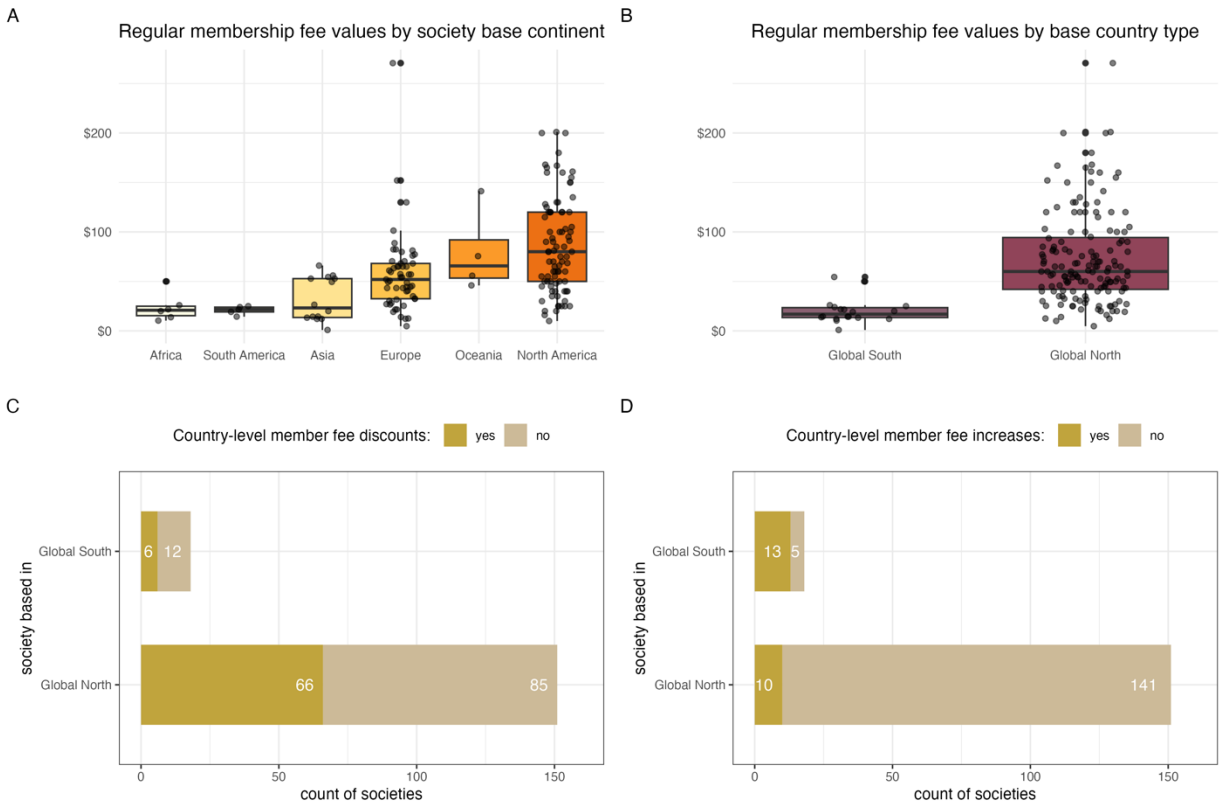 A
Regular membership fee values by society base continent
$200
$100
$0
Africa South America Asia Europe Oceania North America
B
Regular membership fee values by base country type
$200
$100
$0
Global South Global North
C
Country-level member fee discounts: yes no
society based in
Global South
6 12
Global North
66 85
0 50 100 150
count of societies
D
Country-level member fee increases: yes no
society based in
Global South
13 5
Global North
10 141
0 50 100 150
count of societies